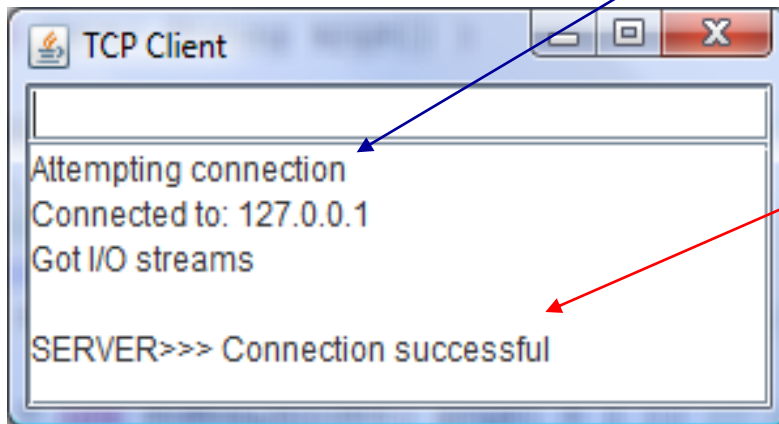 TCP Client
Attempting connection
Connected to: 127.0.0.1
Got I/O streams
SERVER>>> Connection successful